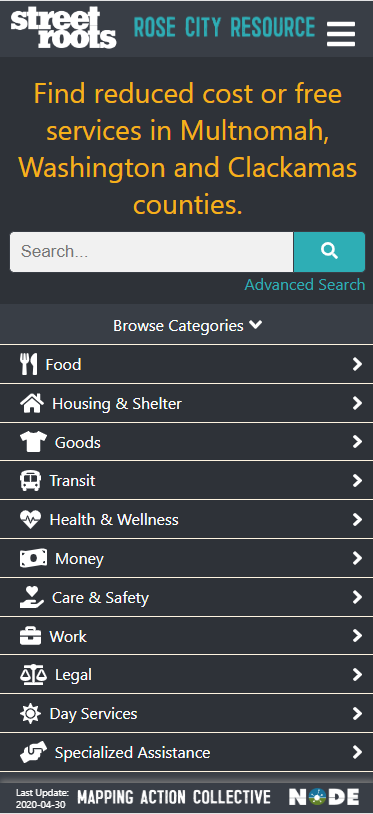 street roots ROSE CITY RESOURCE
Find reduced cost or free
services in Multnomah,
Washington and Clackamas
counties.
Search...
Advanced Search
Browse Categories
Food
Housing & Shelter
Goods
Transit
Health & Wellness
Money
Care & Safety
Work
Legal
Day Services
Specialized Assistance
Last Update:
2020-04-30
MAPPING ACTION COLLECTIVE
NODE